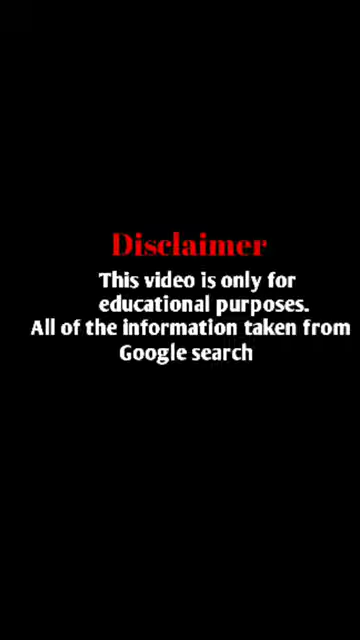 Disclaimer
This video is only for
educational purposes.
All of the information taken from
Google search